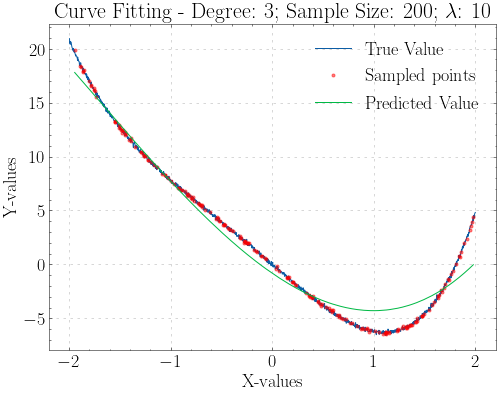 Curve Fitting - Degree: 3; Sample Size: 200; λ: 10
True Value
Sampled points
Predicted Value
Y-values
20
15
10
5
0
−5
−2
−1
0
1
2
X-values